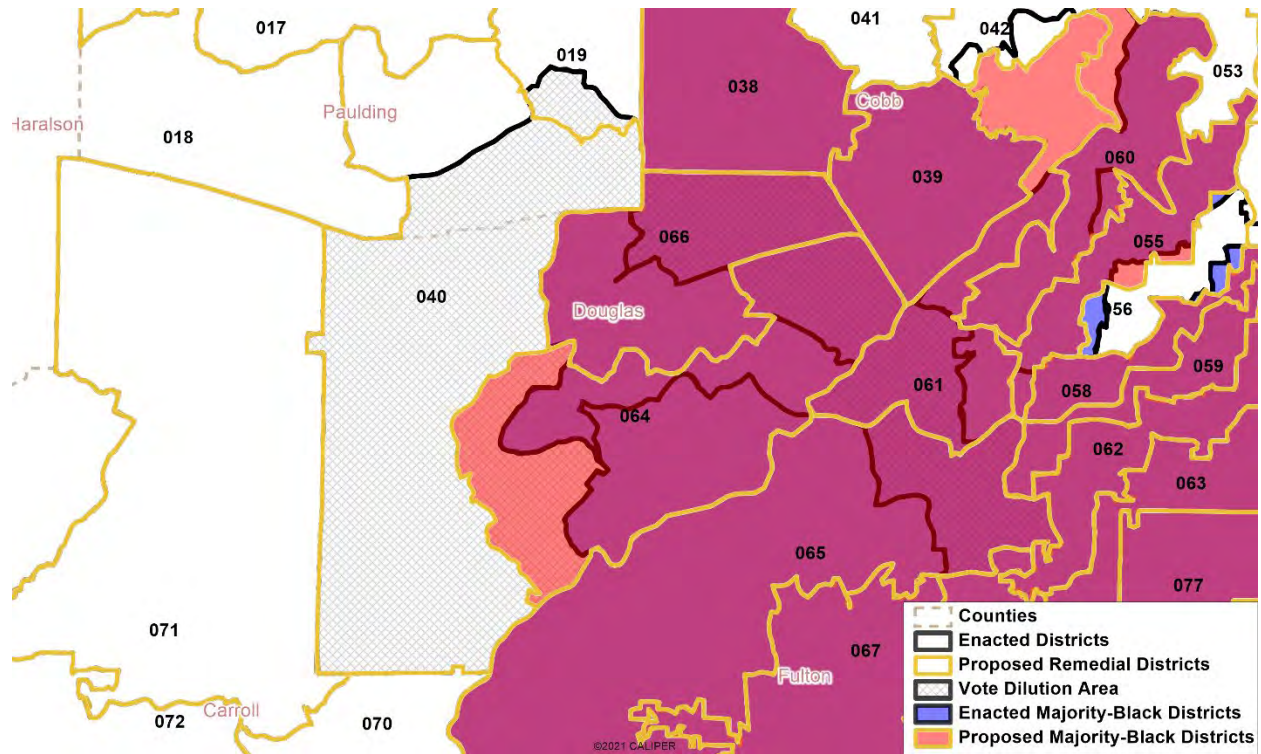 017
041
042
019
053
038
Cobb
Paulding
Haralson
018
060
039
066
055
040
Douglas
56
059
061
058
064
062
063
065
077
071
067
Fulton
Carroll
072
070
Counties
Enacted Districts
Proposed Remedial Districts
Vote Dilution Area
Enacted Majority-Black Districts
Proposed Majority-Black Districts
©2021 CALIPER